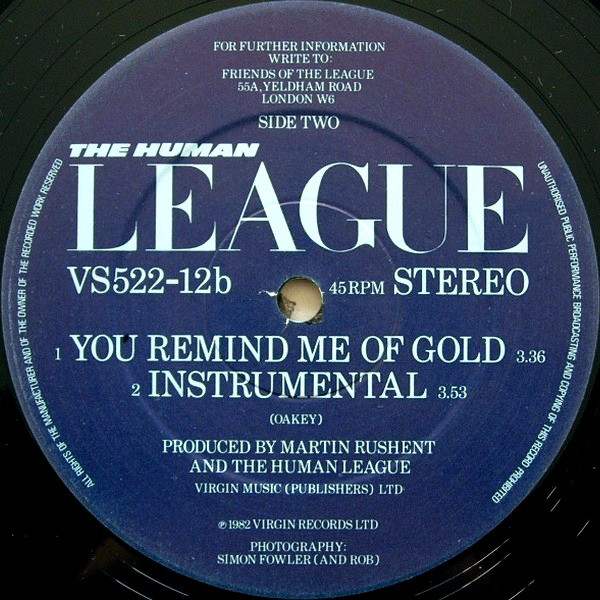 FOR FURTHER INFORMATION
WRITE TO:
FRIENDS OF THE LEAGUE
55A, YELDHAM ROAD
LONDON W6
SIDE TWO
THE HUMAN
LEAGUE
VS522-12b 45RPM STEREO
1 YOU REMIND ME OF GOLD 3.36
2 INSTRUMENTAL 3.53
(OAKEY)
PRODUCED BY MARTIN RUSHENT
AND THE HUMAN LEAGUE
VIRGIN MUSIC (PUBLISHERS) LTD
℗ 1982 VIRGIN RECORDS LTD
PHOTOGRAPHY:
SIMON FOWLER (AND ROB)
ALL RIGHTS OF THE MANUFACTURER AND OF THE OWNER OF THE RECORDED WORK RESERVED
UNAUTHORISED PUBLIC PERFORMANCE BROADCASTING AND COPYING OF THIS RECORD PROHIBITED